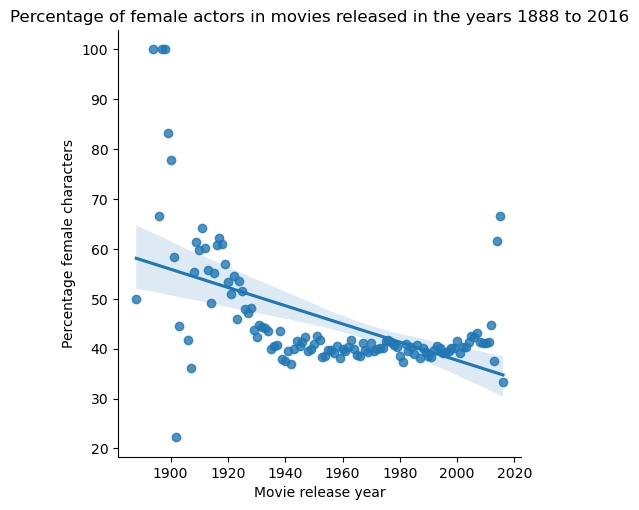 Percentage of female actors in movies released in the years 1888 to 2016
100
90
80
70
60
50
40
30
20
Percentage female characters
1900 1920 1940 1960 1980 2000 2020
Movie release year